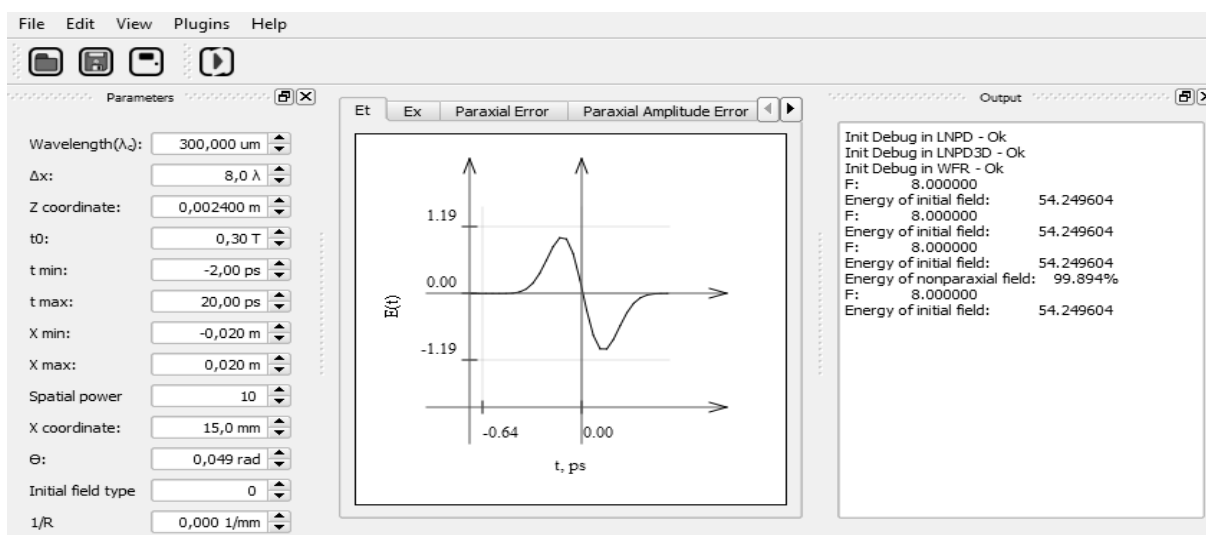 File Edit View Plugins Help
Parameters
Wavelength(λc): 300,000 um
Δx: 8,0 λ
Z coordinate: 0,002400 m
t0: 0,30 T
t min: -2,00 ps
t max: 20,00 ps
X min: -0,020 m
X max: 0,020 m
Spatial power 10
X coordinate: 15,0 mm
Θ: 0,049 rad
Initial field type 0
1/R 0,000 1/mm
Et Ex Paraxial Error Paraxial Amplitude Error
1.19
0.00
E(t)
-1.19
-0.64 0.00
t, ps
Output
Init Debug in LNPD - Ok
Init Debug in LNPD3D - Ok
Init Debug in WFR - Ok
F: 8.000000
Energy of initial field: 54.249604
F: 8.000000
Energy of initial field: 54.249604
F: 8.000000
Energy of initial field: 54.249604
Energy of nonparaxial field: 99.894%
F: 8.000000
Energy of initial field: 54.249604